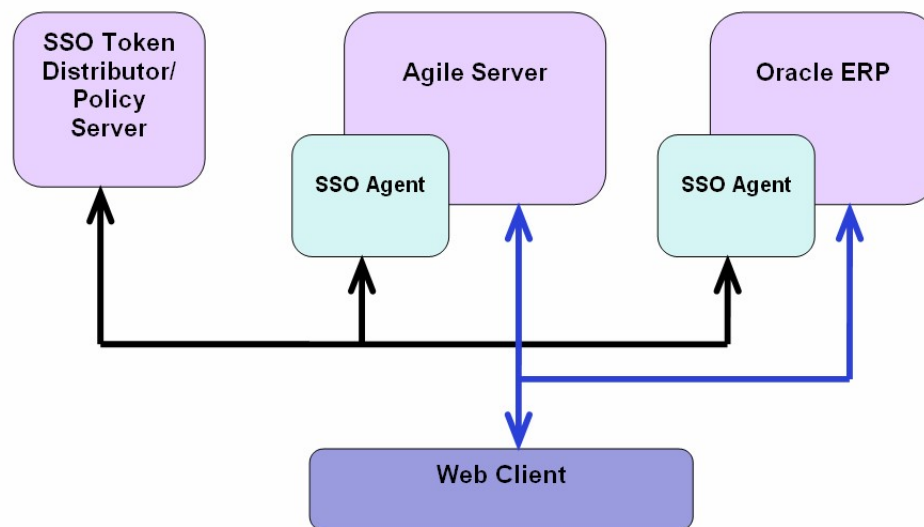 SSO Token
Distributor/
Policy
Server
Agile Server
Oracle ERP
SSO Agent
SSO Agent
Web Client